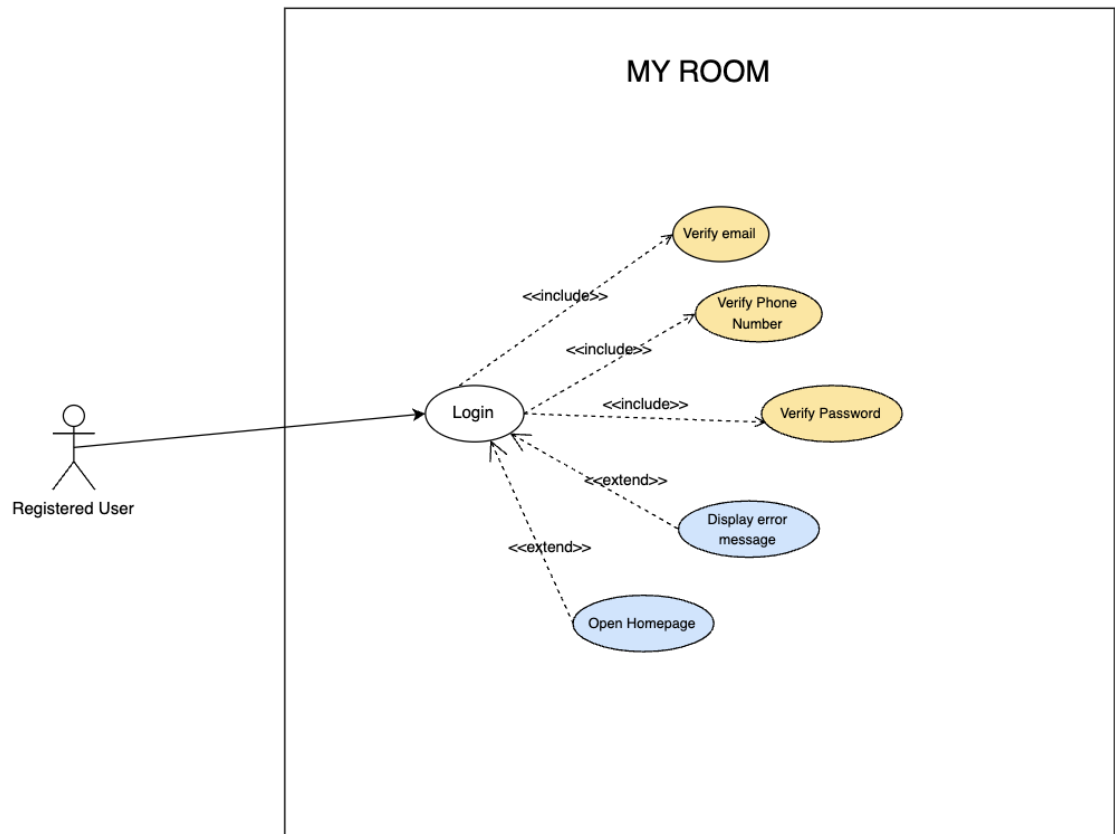 MY ROOM
Verify email
<<include>>
Verify Phone
Number
<<include>>
<<include>>
Verify Password
Login
Registered User
<<extend>>
Display error
message
<<extend>>
Open Homepage